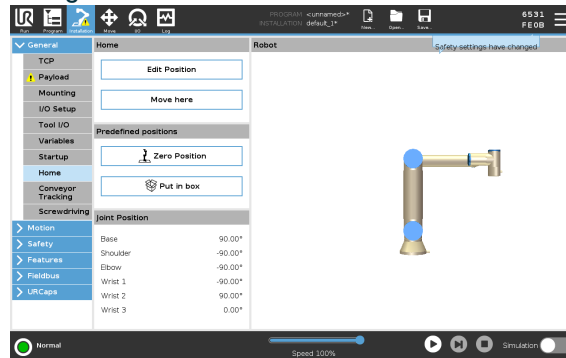 PROGRAM <unnamed>*
INSTALLATION default_1*
6531
FE0B
Run Program Installation Move I/O Log New... Open... Save...
Safety settings have changed
General
TCP
Payload
Mounting
I/O Setup
Tool I/O
Variables
Startup
Home
Conveyor
Tracking
Screwdriving
Motion
Safety
Features
Fieldbus
URCaps
Home
Edit Position
Move here
Predefined positions
Zero Position
Put in box
Joint Position
Base 90.00°
Shoulder -90.00°
Elbow -90.00°
Wrist 1 -90.00°
Wrist 2 90.00°
Wrist 3 0.00°
Robot
Normal
Speed 100%
Simulation